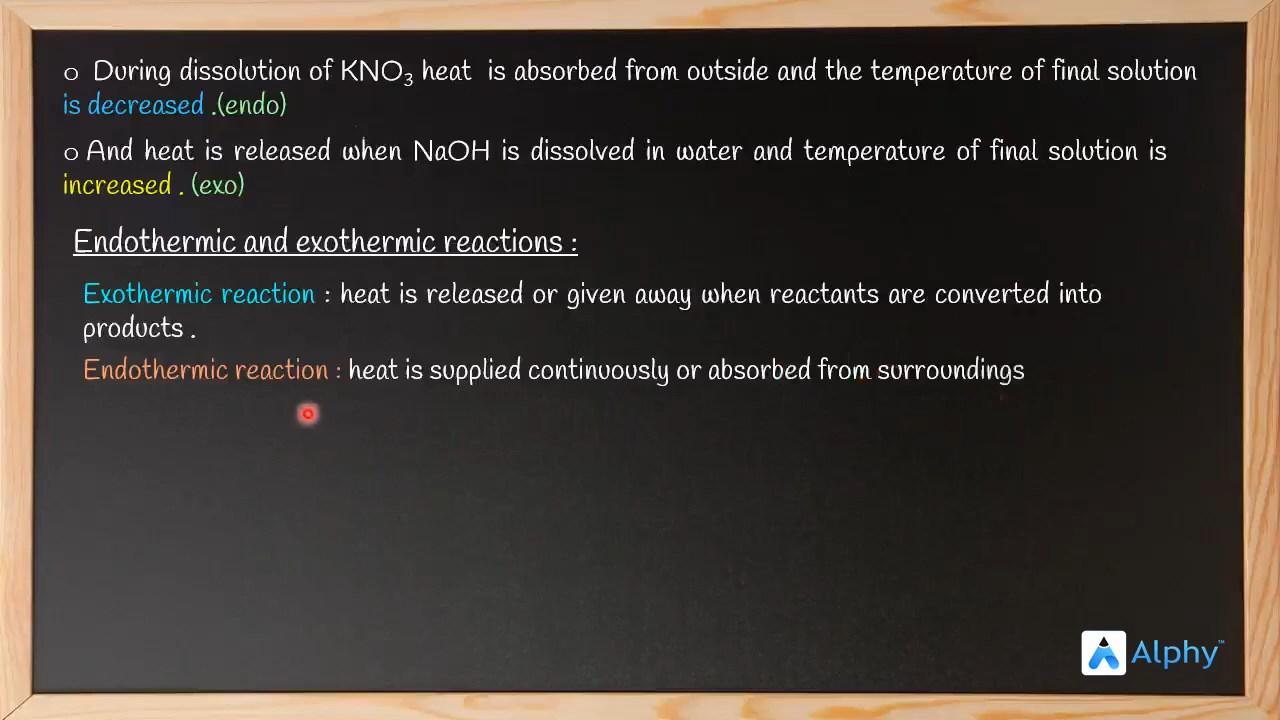 o During dissolution of KNO₃ heat is absorbed from outside and the temperature of final solution
is decreased .(endo)
o And heat is released when NaOH is dissolved in water and temperature of final solution is
increased . (exo)
Endothermic and exothermic reactions :
Exothermic reaction : heat is released or given away when reactants are converted into
products .
Endothermic reaction : heat is supplied continuously or absorbed from surroundings
Alphy™